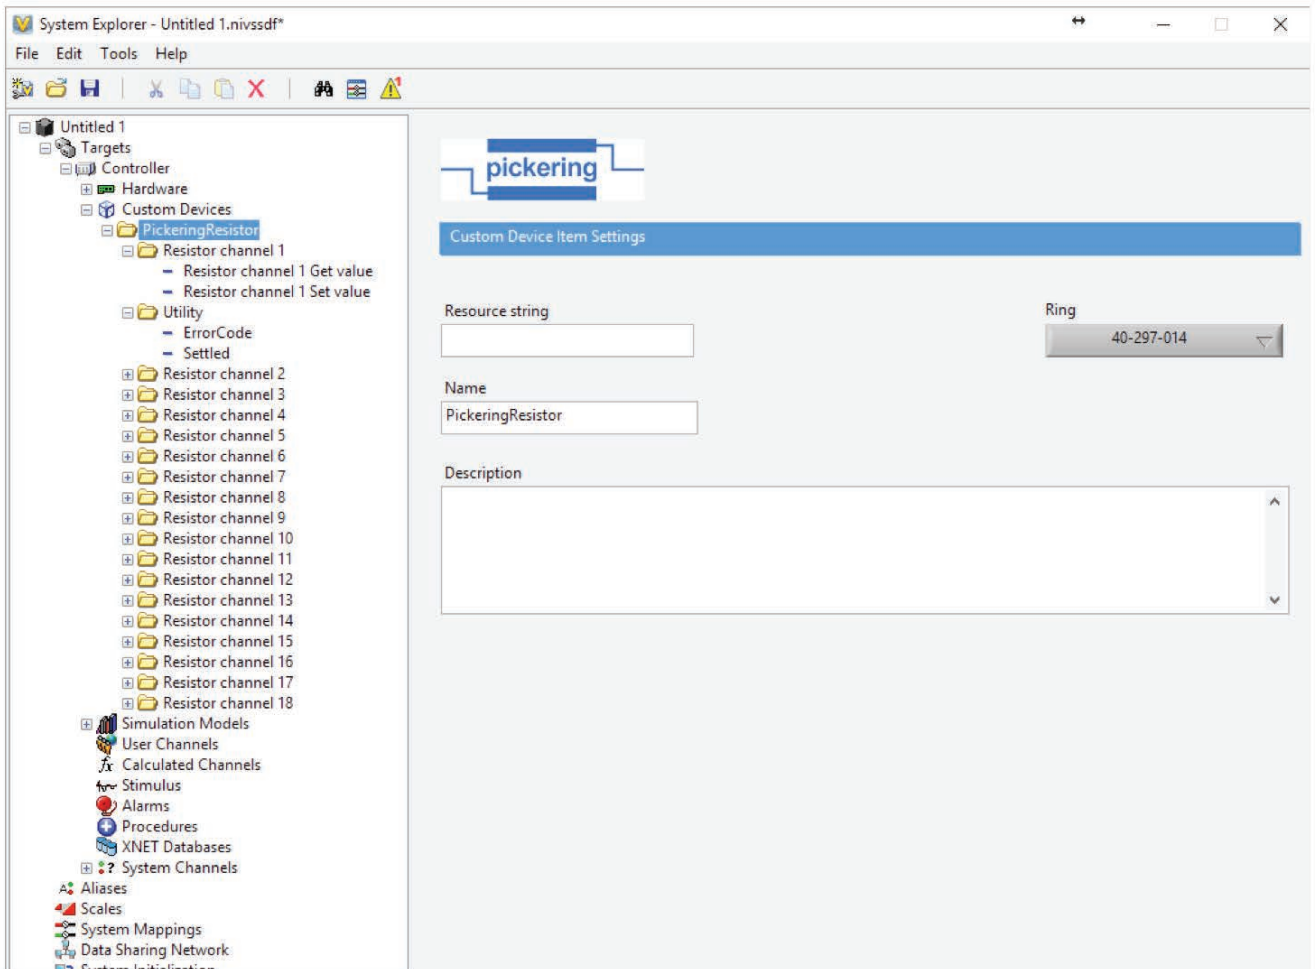 System Explorer - Untitled 1.nivssdf*
File Edit Tools Help
Untitled 1
Targets
Controller
Hardware
Custom Devices
PickeringResistor
Resistor channel 1
Resistor channel 1 Get value
Resistor channel 1 Set value
Utility
ErrorCode
Settled
Resistor channel 2
Resistor channel 3
Resistor channel 4
Resistor channel 5
Resistor channel 6
Resistor channel 7
Resistor channel 8
Resistor channel 9
Resistor channel 10
Resistor channel 11
Resistor channel 12
Resistor channel 13
Resistor channel 14
Resistor channel 15
Resistor channel 16
Resistor channel 17
Resistor channel 18
Simulation Models
User Channels
Calculated Channels
Stimulus
Alarms
Procedures
XNET Databases
System Channels
Aliases
Scales
System Mappings
Data Sharing Network
System Initialization
pickering
Custom Device Item Settings
Resource string
Ring
40-297-014
Name
PickeringResistor
Description